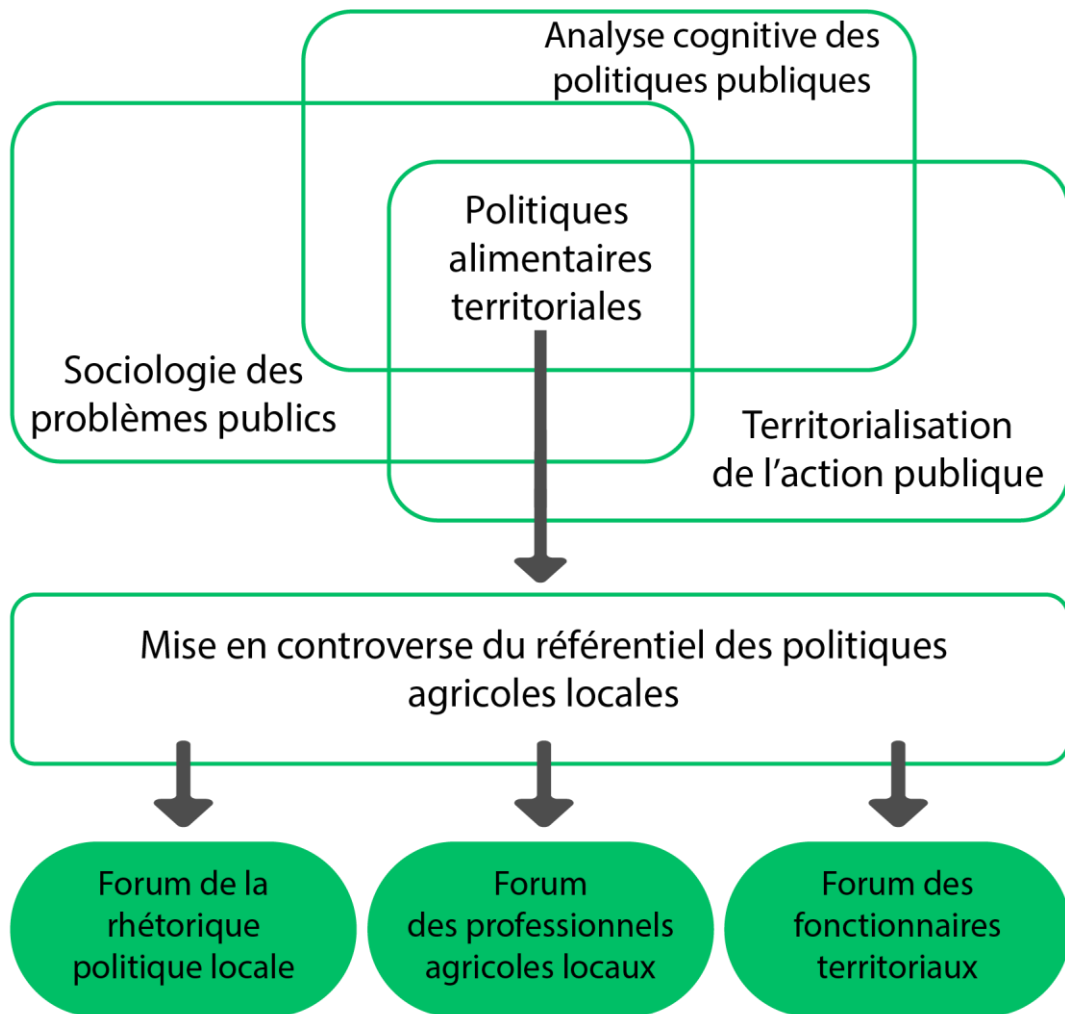 Analyse cognitive des
politiques publiques
Politiques
alimentaires
territoriales
Sociologie des
problèmes publics
Territorialisation
de l’action publique
Mise en controverse du référentiel des politiques
agricoles locales
Forum de la
rhétorique
politique locale
Forum
des professionnels
agricoles locaux
Forum des
fonctionnaires
territoriaux